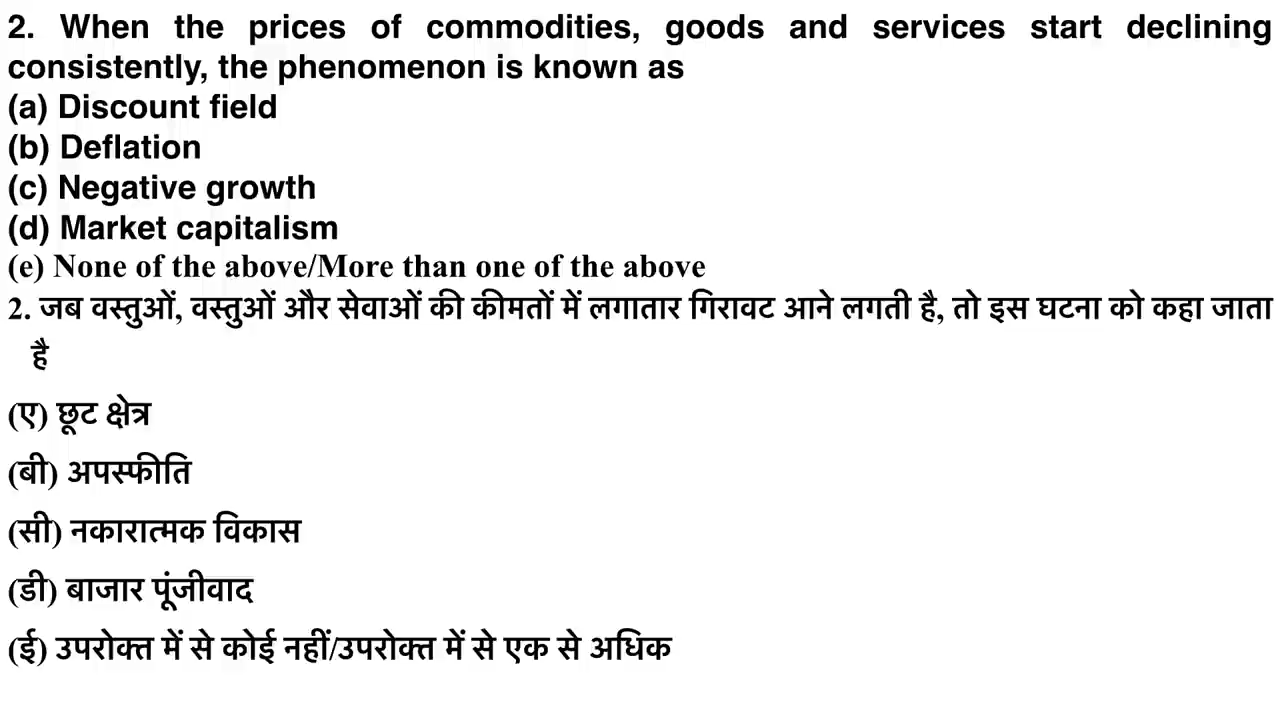 2. When the prices of commodities, goods and services start declining
consistently, the phenomenon is known as
(a) Discount field
(b) Deflation
(c) Negative growth
(d) Market capitalism
(e) None of the above/More than one of the above
2. जब वस्तुओं, वस्तुओं और सेवाओं की कीमतों में लगातार गिरावट आने लगती है, तो इस घटना को कहा जाता
है
(ए) छूट क्षेत्र
(बी) अपस्फीति
(सी) नकारात्मक विकास
(डी) बाजार पूंजीवाद
(ई) उपरोक्त में से कोई नहीं/उपरोक्त में से एक से अधिक